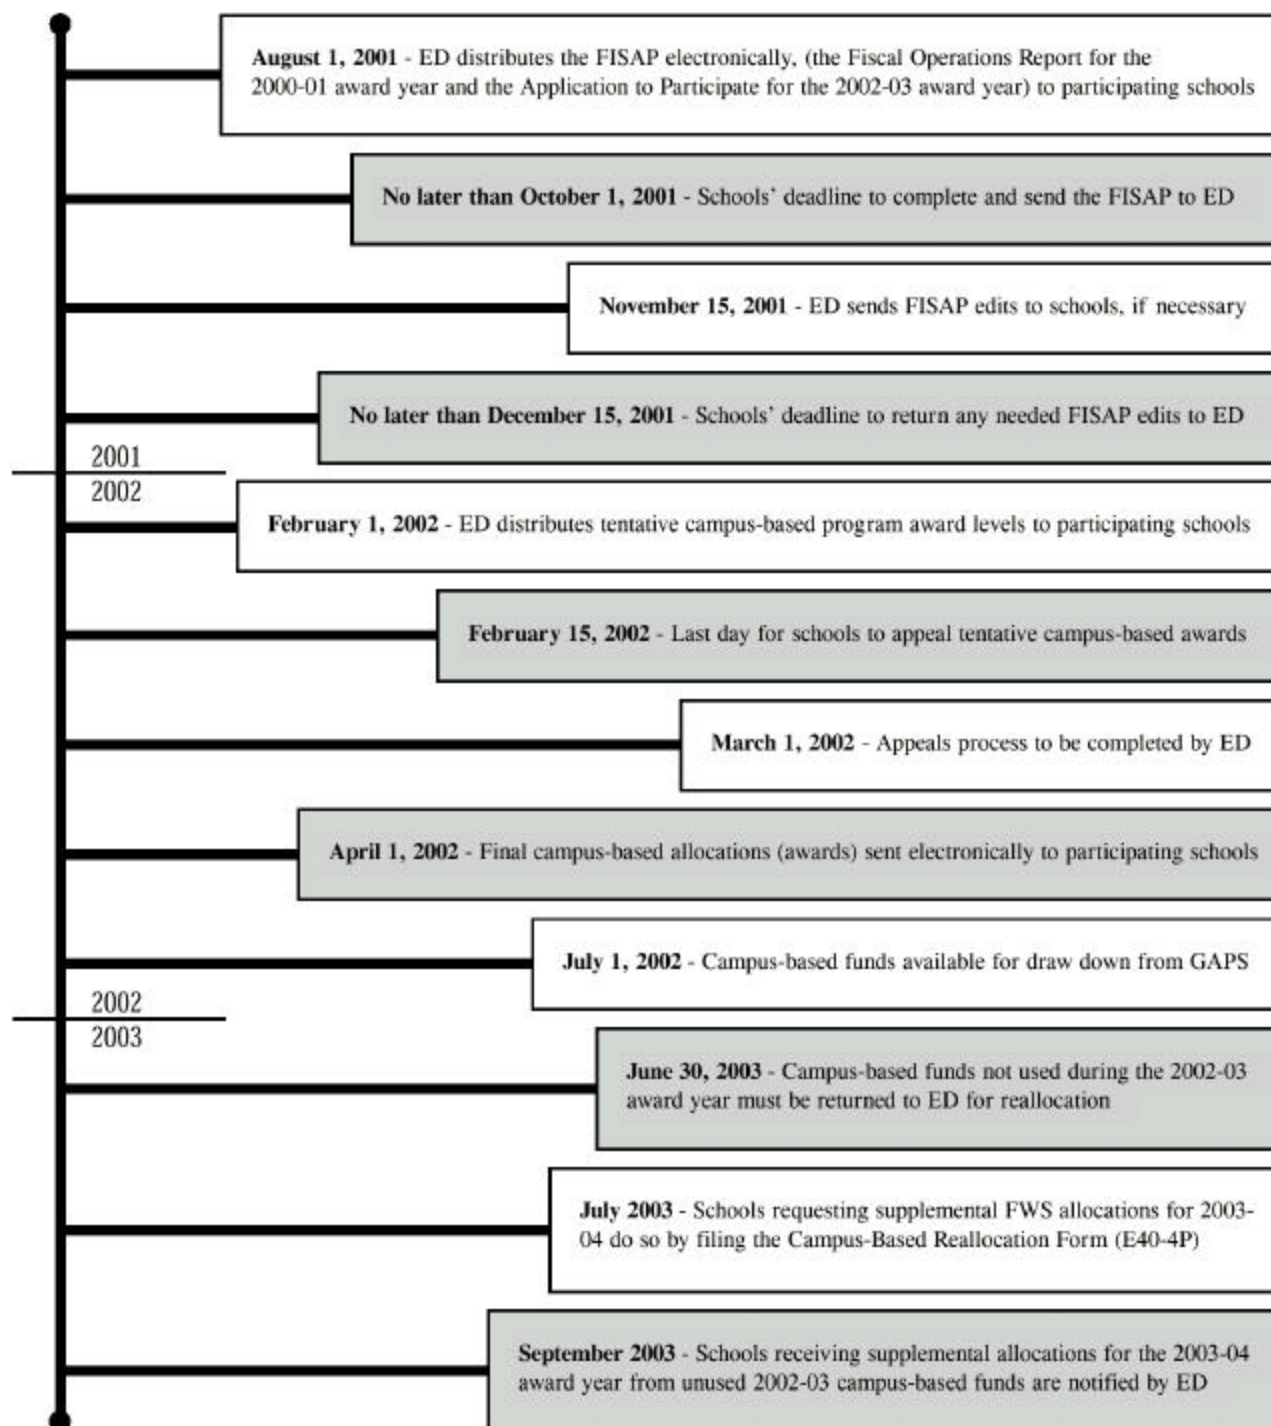 August 1, 2001 - ED distributes the FISAP electronically, (the Fiscal Operations Report for the
2000-01 award year and the Application to Participate for the 2002-03 award year) to participating schools
No later than October 1, 2001 - Schools' deadline to complete and send the FISAP to ED
November 15, 2001 - ED sends FISAP edits to schools, if necessary
No later than December 15, 2001 - Schools' deadline to return any needed FISAP edits to ED
2001
2002
February 1, 2002 - ED distributes tentative campus-based program award levels to participating schools
February 15, 2002 - Last day for schools to appeal tentative campus-based awards
March 1, 2002 - Appeals process to be completed by ED
April 1, 2002 - Final campus-based allocations (awards) sent electronically to participating schools
July 1, 2002 - Campus-based funds available for draw down from GAPS
2002
2003
June 30, 2003 - Campus-based funds not used during the 2002-03
award year must be returned to ED for reallocation
July 2003 - Schools requesting supplemental FWS allocations for 2003-
04 do so by filing the Campus-Based Reallocation Form (E40-4P)
September 2003 - Schools receiving supplemental allocations for the 2003-04
award year from unused 2002-03 campus-based funds are notified by ED